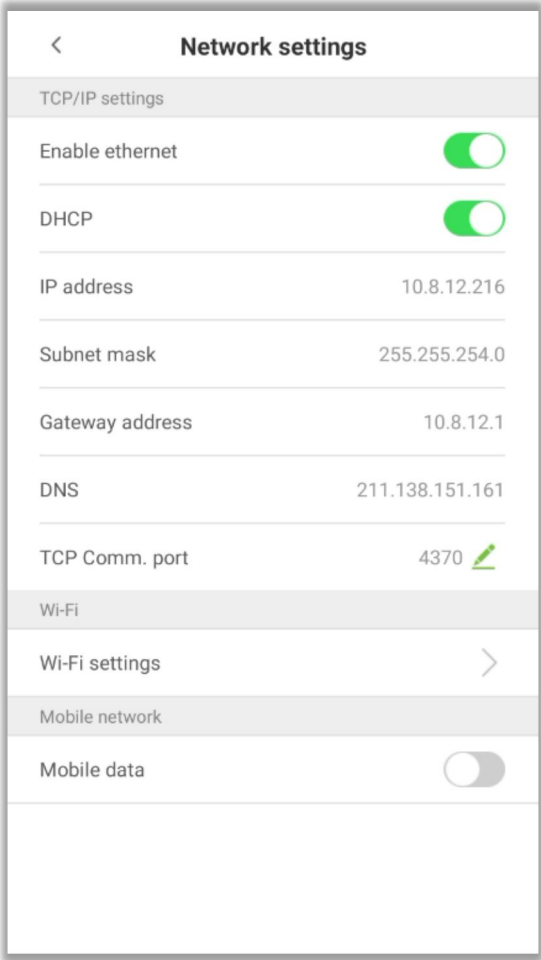 Network settings
TCP/IP settings
Enable ethernet
DHCP
IP address 10.8.12.216
Subnet mask 255.255.254.0
Gateway address 10.8.12.1
DNS 211.138.151.161
TCP Comm. port 4370
Wi-Fi
Wi-Fi settings
Mobile network
Mobile data